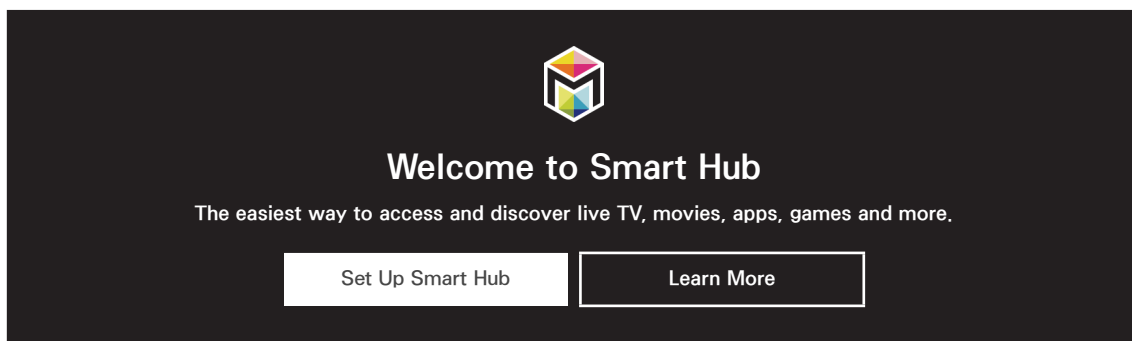 Welcome to Smart Hub
The easiest way to access and discover live TV, movies, apps, games and more.
Set Up Smart Hub
Learn More